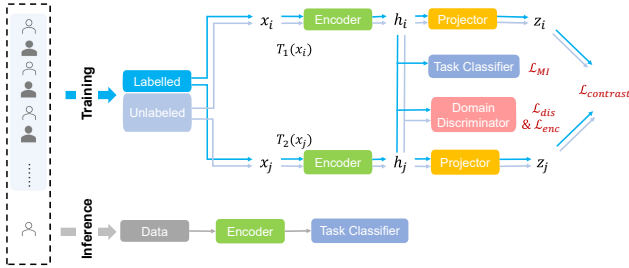 x_i Encoder h_i Projector z_i
T_1(x_i)
Training
Labelled
Unlabeled
Task Classifier ℒ_MI
ℒ_contrast
Domain Discriminator
ℒ_dis
& ℒ_enc
T_2(x_j)
x_j Encoder h_j Projector z_j
......
Inference
Data Encoder Task Classifier